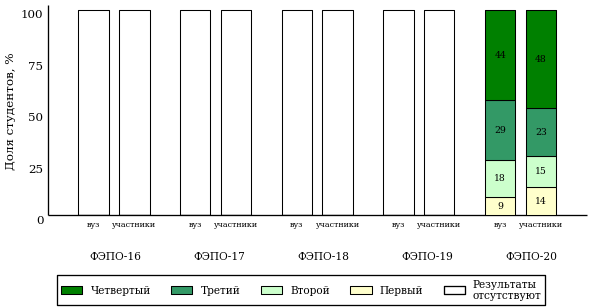 Доля студентов, %
100
75
50
25
0
44
29
18
9
48
23
15
14
вуз участники вуз участники вуз участники вуз участники вуз участники
ФЭПО-16 ФЭПО-17 ФЭПО-18 ФЭПО-19 ФЭПО-20
Четвертый Третий Второй Первый Результаты
отсутствуют